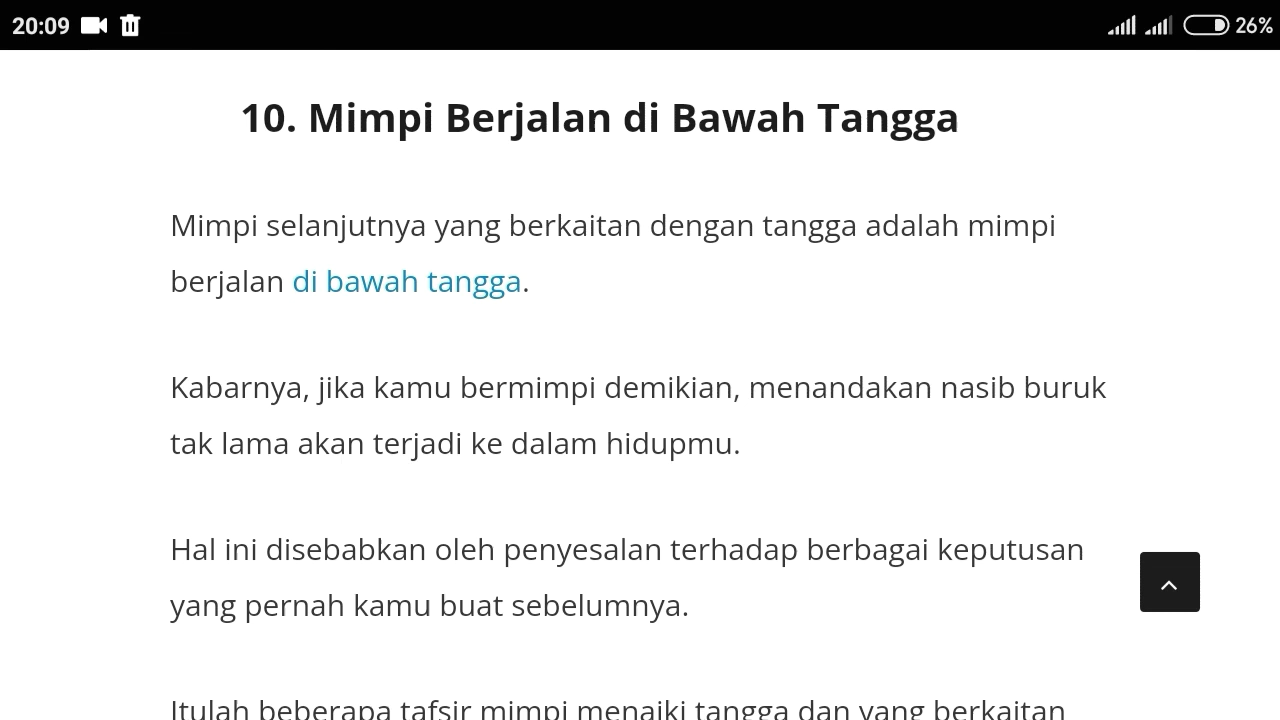 20:09
26%
10. Mimpi Berjalan di Bawah Tangga
Mimpi selanjutnya yang berkaitan dengan tangga adalah mimpi
berjalan di bawah tangga.
Kabarnya, jika kamu bermimpi demikian, menandakan nasib buruk
tak lama akan terjadi ke dalam hidupmu.
Hal ini disebabkan oleh penyesalan terhadap berbagai keputusan
yang pernah kamu buat sebelumnya.
Itulah beberapa tafsir mimpi menaiki tangga dan yang berkaitan